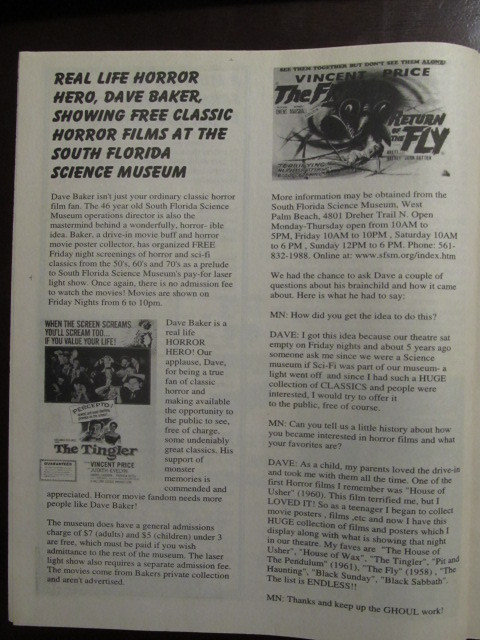 REAL LIFE HORROR
HERO, DAVE BAKER,
SHOWING FREE CLASSIC
HORROR FILMS AT THE
SOUTH FLORIDA
SCIENCE MUSEUM
Dave Baker isn't just your ordinary classic horror
film fan. The 46 year old South Florida Science
Museum operations director is also the
mastermind behind a wonderfully, horror- ible
idea. Baker, a drive-in movie buff and horror
movie poster collector, has organized FREE
Friday night screenings of horror and sci-fi
classics from the 50's, 60's and 70's as a prelude
to South Florida Science Museum's pay-for laser
light show. Once again, there is no admission fee
to watch the movies! Movies are shown on
Friday Nights from 6 to 10pm.
WHEN THE SCREEN SCREAMS
YOU'LL SCREAM TOO...
IF YOU VALUE YOUR LIFE!
PERCEPTO!
The Tingler
VINCENT PRICE
GUARANTEED
Dave Baker is a
real life
HORROR
HERO! Our
applause, Dave,
for being a true
fan of classic
horror and
making available
the opportunity to
the public to see,
free of charge,
some undeniably
great classics. His
support of
monster
memories is
commended and
appreciated. Horror movie fandom needs more
people like Dave Baker!
The museum does have a general admissions
charge of $7 (adults) and $5 (children) under 3
are free, which must be paid if you wish
admittance to the rest of the museum. The laser
light show also requires a separate admission fee.
The movies come from Bakers private collection
and aren't advertised.
SEE THEM TOGETHER BUT DON'T SEE THEM ALONE!
VINCENT PRICE
The Fly
RETURN
OF THE
FLY
More information may be obtained from the
South Florida Science Museum, West
Palm Beach, 4801 Dreher Trail N. Open
Monday-Thursday open from 10AM to
5PM, Friday 10AM to 10PM , Saturday 10AM
to 6 PM , Sunday 12PM to 6 PM. Phone: 561-
832-1988. Online at: www.sfsm.org/index.htm
We had the chance to ask Dave a couple of
questions about his brainchild and how it came
about. Here is what he had to say:
MN: How did you get the idea to do this?
DAVE: I got this idea because our theatre sat
empty on Friday nights and about 5 years ago
someone ask me since we were a Science
museum if Sci-Fi was part of our museum- a
light went off and since I had such a HUGE
collection of CLASSICS and people were
interested, I would try to offer it
to the public, free of course.
MN: Can you tell us a little history about how
you became interested in horror films and what
your favorites are?
DAVE: As a child, my parents loved the drive-in
and took me with them all the time. One of the
first Horror films I remember was "House of
Usher" (1960). This film terrified me, but I
LOVED IT! So as a teenager I began to collect
movie posters , films ,etc and now I have this
HUGE collection of films and posters which I
display along with what is showing that night
in our theatre. My faves are "The House of
Usher", "House of Wax", "The Tingler", "Pit and
The Pendulum" (1961), "The Fly" (1958) , "The
Haunting", "Black Sunday", "Black Sabbath".
The list is ENDLESS!!
MN: Thanks and keep up the GHOUL work!